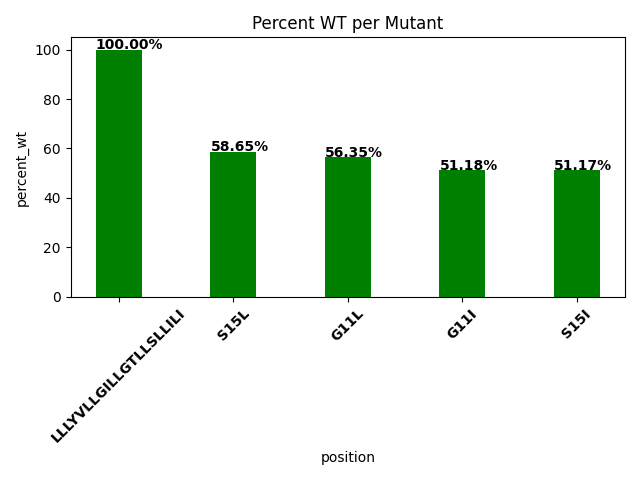 Percent WT per Mutant
percent_wt
100
80
60
40
20
0
100.00%
58.65%
56.35%
51.18%
51.17%
LLLYVLLGILLGTLLSLLILI
S15L
G11L
G11I
S15I
position